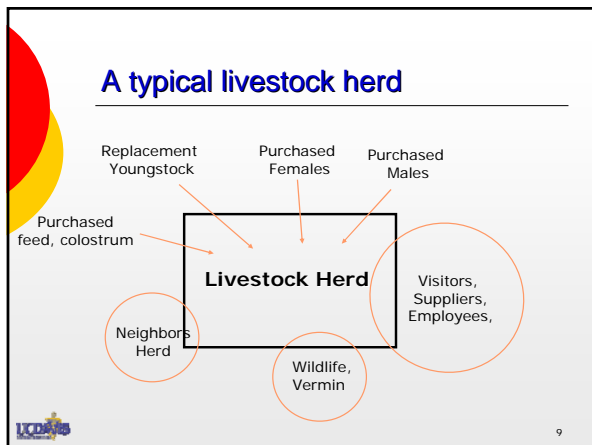 A typical livestock herd
Replacement
Youngstock
Purchased
Females
Purchased
Males
Purchased
feed, colostrum
Livestock Herd
Visitors,
Suppliers,
Employees,
Neighbors
Herd
Wildlife,
Vermin
UCDAVIS
9